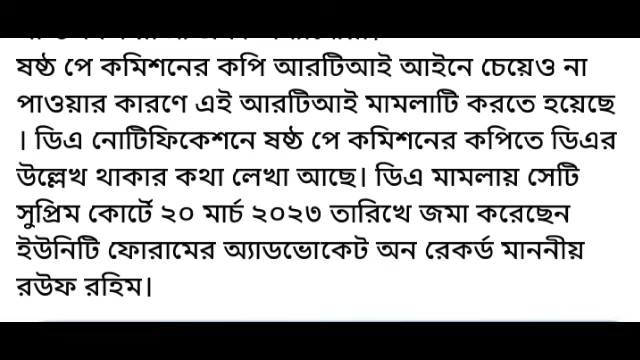 ষষ্ঠ পে কমিশনের কপি আরটিআই আইনে চেয়েও না
পাওয়ার কারণে এই আরটিআই মামলাটি করতে হয়েছে
। ডিএ নোটিফিকেশনে ষষ্ঠ পে কমিশনের কপিতে ডিএর
উল্লেখ থাকার কথা লেখা আছে। ডিএ মামলায় সেটি
সুপ্রিম কোর্টে ২০ মার্চ ২০২৩ তারিখে জমা করেছেন
ইউনিটি ফোরামের অ্যাডভোকেট অন রেকর্ড মাননীয়
রউফ রহিম।